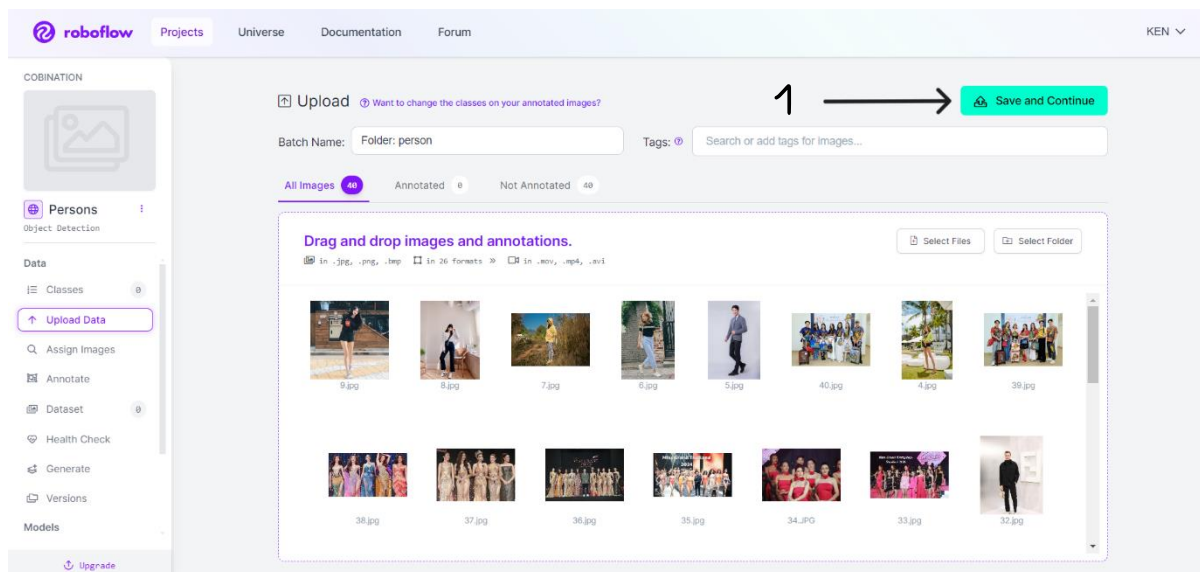 roboflow Projects Universe Documentation Forum KEN
COBINATION
Persons
Object Detection
Data
Classes 0
Upload Data
Assign Images
Annotate
Dataset 0
Health Check
Generate
Versions
Models
Upgrade
Upload Want to change the classes on your annotated images? 1 Save and Continue
Batch Name: Folder: person Tags: Search or add tags for images...
All Images 40 Annotated 0 Not Annotated 40
Drag and drop images and annotations. Select Files Select Folder
in .jpg, .png, .bmp in 26 formats » in .mov, .mp4, .avi
9.jpg 8.jpg 7.jpg 6.jpg 5.jpg 40.jpg 4.jpg 39.jpg
38.jpg 37.jpg 36.jpg 35.jpg 34.JPG 33.jpg 32.jpg